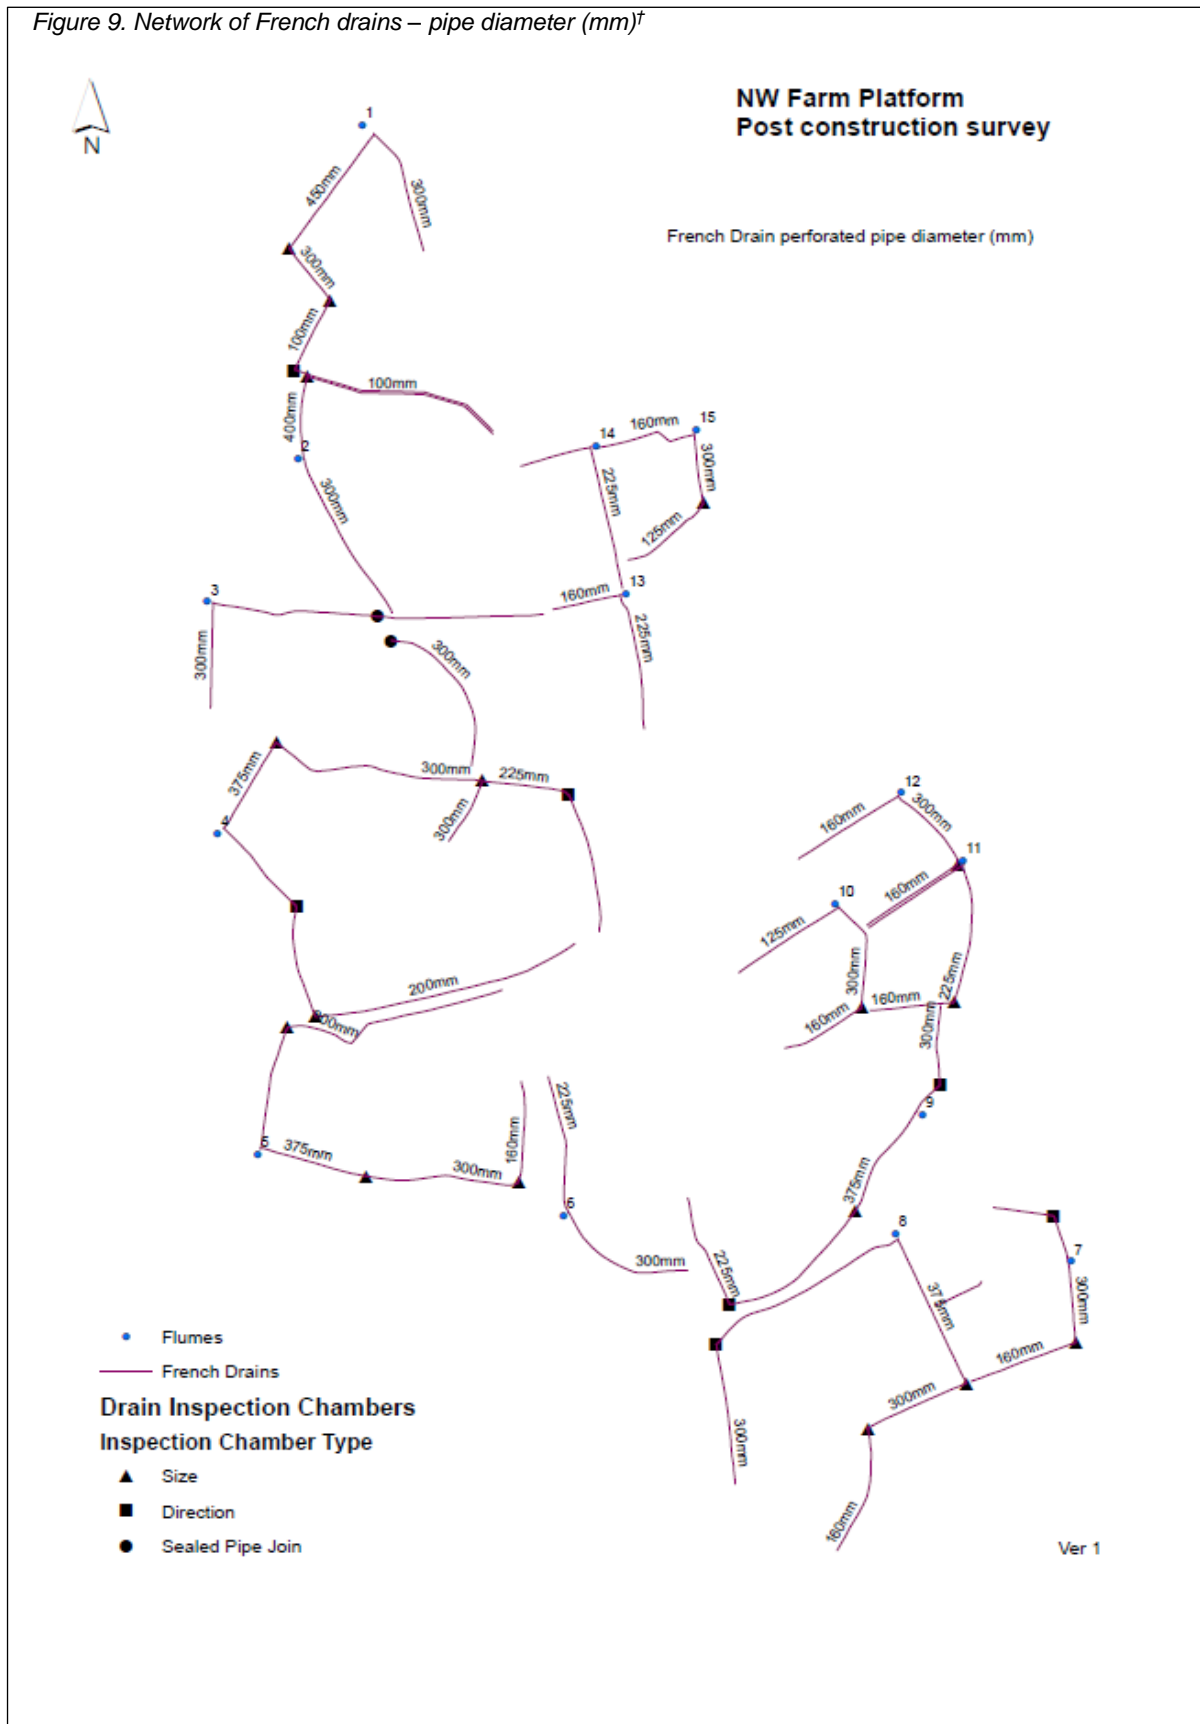 Figure 9. Network of French drains – pipe diameter (mm)†
NW Farm Platform
Post construction survey
N
French Drain perforated pipe diameter (mm)
1
450mm
300mm
300mm
100mm
100mm
400mm
2
300mm
14
160mm
15
300mm
225mm
125mm
3
160mm
13
300mm
300mm
225mm
375mm
300mm
225mm
300mm
4
12
160mm
300mm
11
160mm
10
125mm
300mm
225mm
160mm
160mm
300mm
200mm
300mm
9
225mm
5
375mm
160mm
300mm
375mm
6
8
300mm
225mm
7
300mm
375mm
160mm
300mm
300mm
160mm
Flumes
French Drains
Drain Inspection Chambers
Inspection Chamber Type
Size
Direction
Sealed Pipe Join
Ver 1